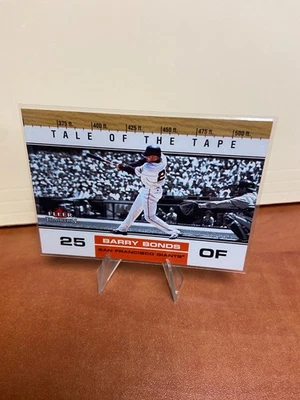 375 ft. 400 ft. 425 ft. 450 ft. 475 ft. 500 ft.
TALE OF THE TAPE
FLEER
25 BARRY BONDS OF
SAN FRANCISCO GIANTS